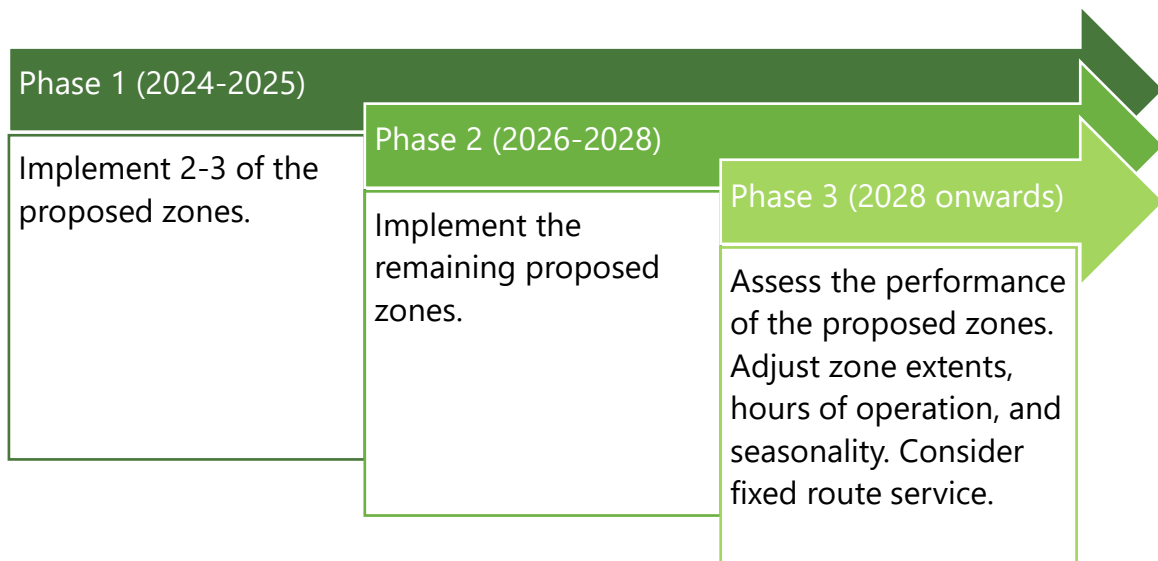 Phase 1 (2024-2025)
Implement 2-3 of the
proposed zones.
Phase 2 (2026-2028)
Implement the
remaining proposed
zones.
Phase 3 (2028 onwards)
Assess the performance
of the proposed zones.
Adjust zone extents,
hours of operation, and
seasonality. Consider
fixed route service.